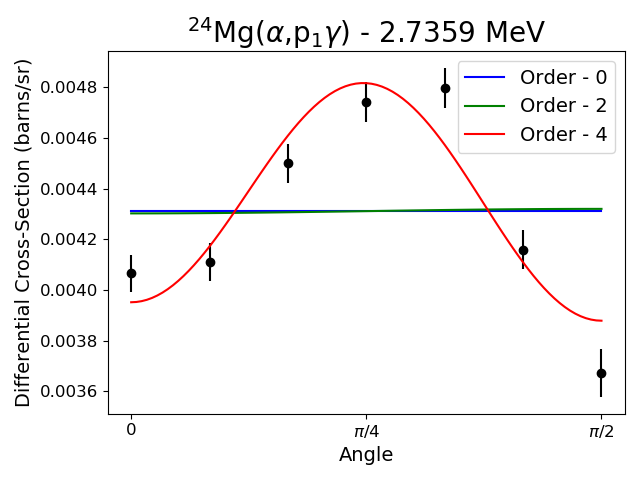 ²⁴Mg(α,p₁γ) - 2.7359 MeV
Differential Cross-Section (barns/sr)
0.0048
0.0046
0.0044
0.0042
0.0040
0.0038
0.0036
Order - 0
Order - 2
Order - 4
0 π/4 π/2
Angle